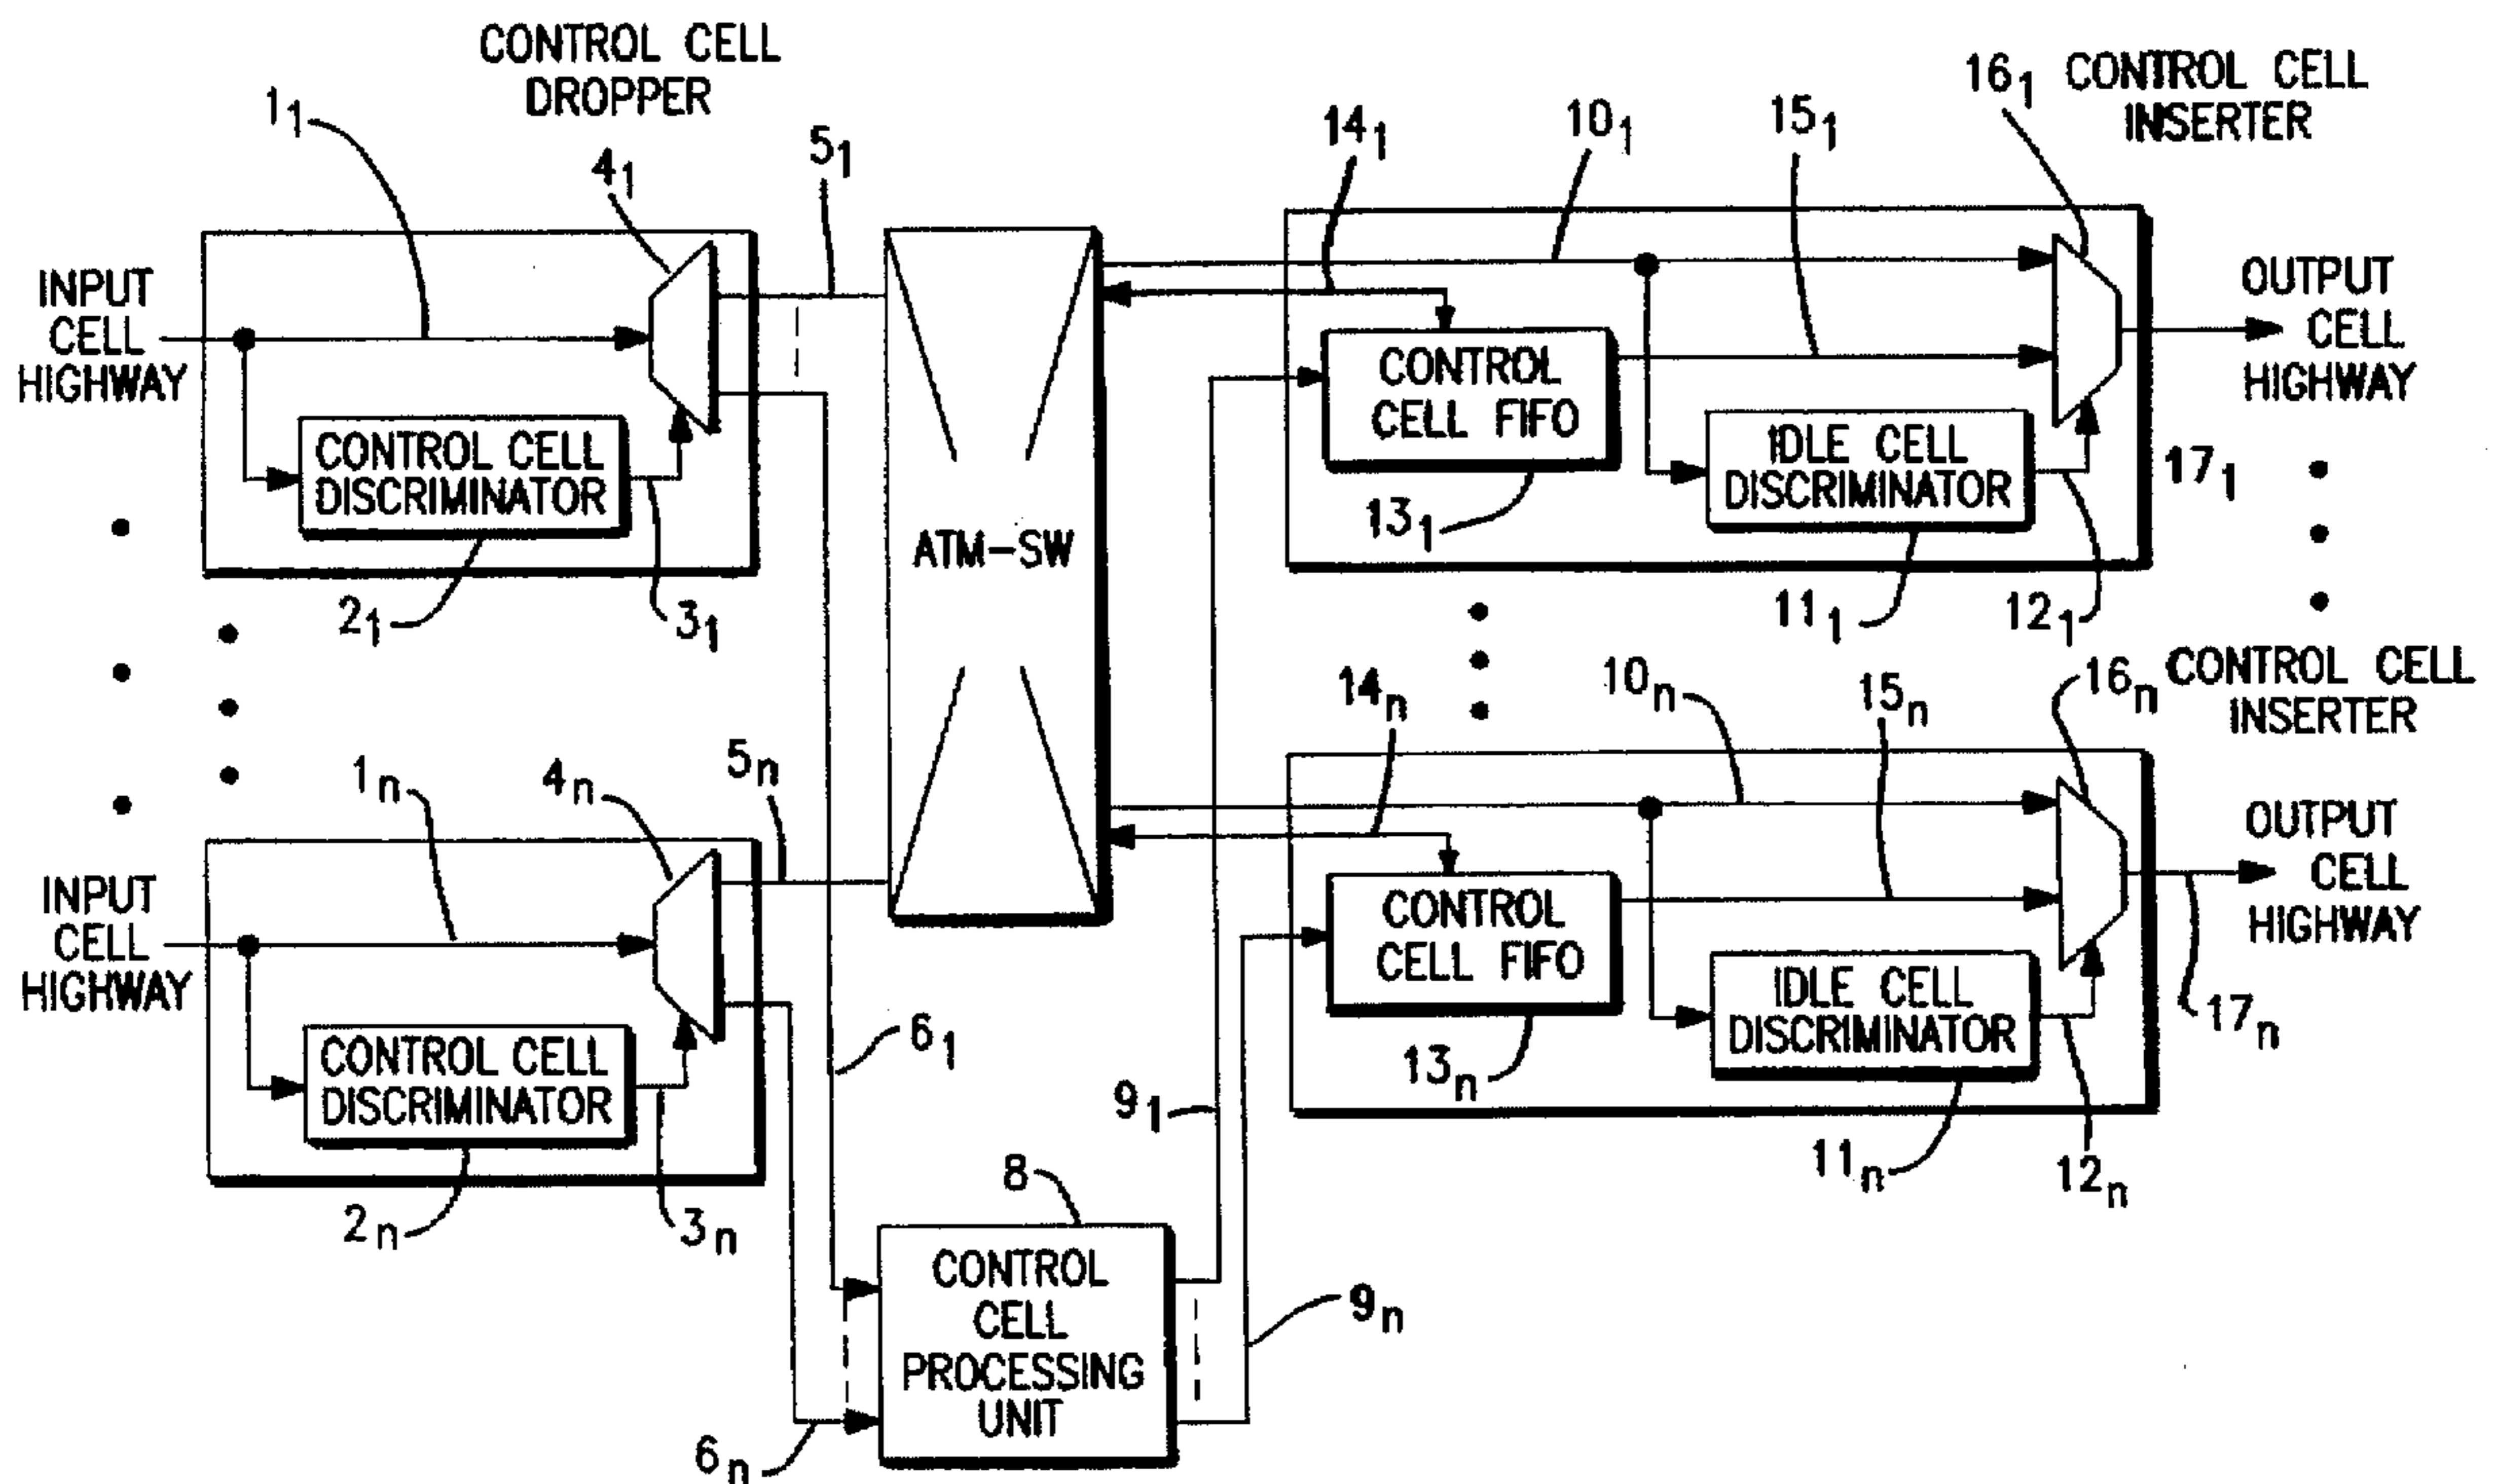 CONTROL CELL
DROPPER
1₁
4₁
5₁
INPUT
CELL
HIGHWAY
CONTROL CELL
DISCRIMINATOR
2₁
3₁
ATM-SW
14₁
10₁
15₁
16₁
CONTROL CELL
INSERTER
CONTROL
CELL FIFO
13₁
IDLE CELL
DISCRIMINATOR
11₁
12₁
OUTPUT
CELL
HIGHWAY
17₁
1n
4n
5n
INPUT
CELL
HIGHWAY
CONTROL CELL
DISCRIMINATOR
2n
3n
6₁
6n
14n
10n
15n
16n
CONTROL CELL
INSERTER
CONTROL
CELL FIFO
13n
IDLE CELL
DISCRIMINATOR
11n
12n
OUTPUT
CELL
HIGHWAY
17n
8
CONTROL
CELL
PROCESSING
UNIT
9₁
9n